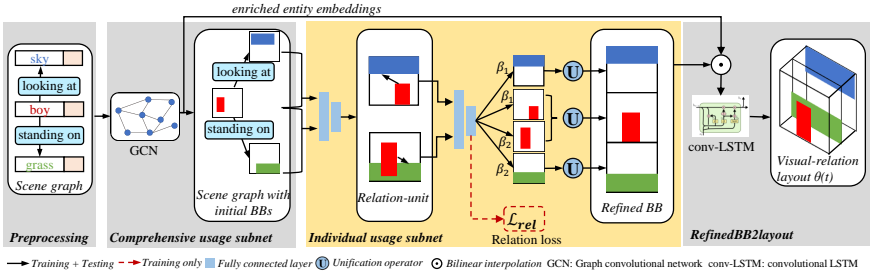 enriched entity embeddings
sky
looking at
boy
standing on
grass
Scene graph
Preprocessing
GCN
looking at
standing on
Scene graph with
initial BBs
Comprehensive usage subnet
Relation-unit
Individual usage subnet
β1
β1
β2
β2
U
U
U
ℒrel
Relation loss
Refined BB
conv-LSTM
Visual-relation
layout θ(t)
RefinedBB2layout
Training + Testing Training only Fully connected layer U Unification operator Bilinear interpolation GCN: Graph convolutional network conv-LSTM: convolutional LSTM